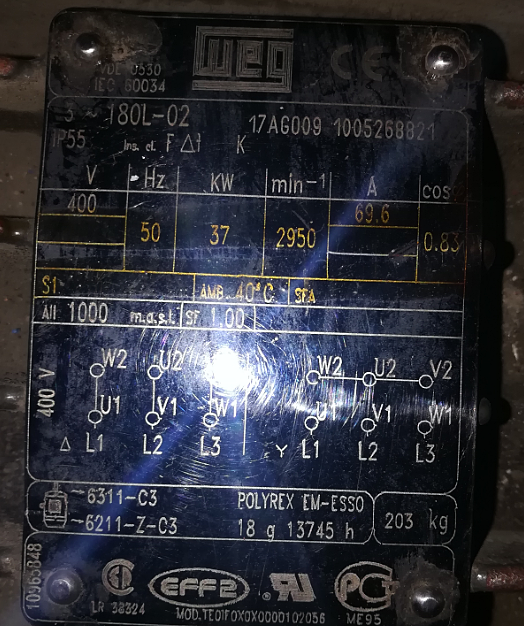 VDE 0530
IEC 60034
WEG CE
3 ~ 180L-02 17AG009 1005268821
IP55 Ins. cl. F Δt K
V Hz KW min-1 A cos
400 50 37 2950 69.6 0.83
S1 AMB. 40°C SFA
Alt 1000 m.a.s.l. SF 1.00
W2 U2 W2 U2 V2
400 V
U1 V1 W1 U1 V1 W1
Δ L1 L2 L3 Y L1 L2 L3
6311-C3 POLYREX EM-ESSO
6211-Z-C3 18 g 13745 h 203 kg
LR 38324 EFF2 ME95